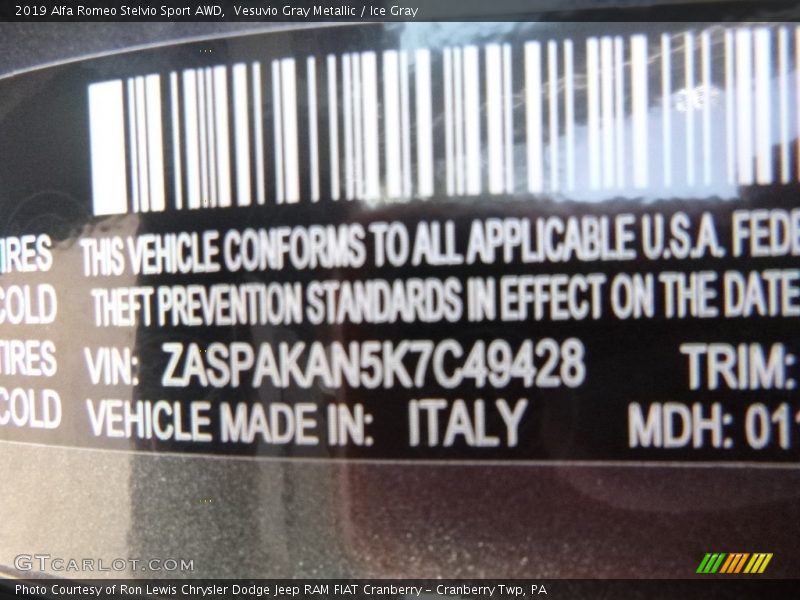 2019 Alfa Romeo Stelvio Sport AWD, Vesuvio Gray Metallic / Ice Gray
TIRES THIS VEHICLE CONFORMS TO ALL APPLICABLE U.S.A. FEDE
COLD THEFT PREVENTION STANDARDS IN EFFECT ON THE DATE
TIRES VIN: ZASPAKAN5K7C49428 TRIM:
COLD VEHICLE MADE IN: ITALY MDH: 011
GTCARLOT.COM
Photo Courtesy of Ron Lewis Chrysler Dodge Jeep RAM FIAT Cranberry – Cranberry Twp, PA